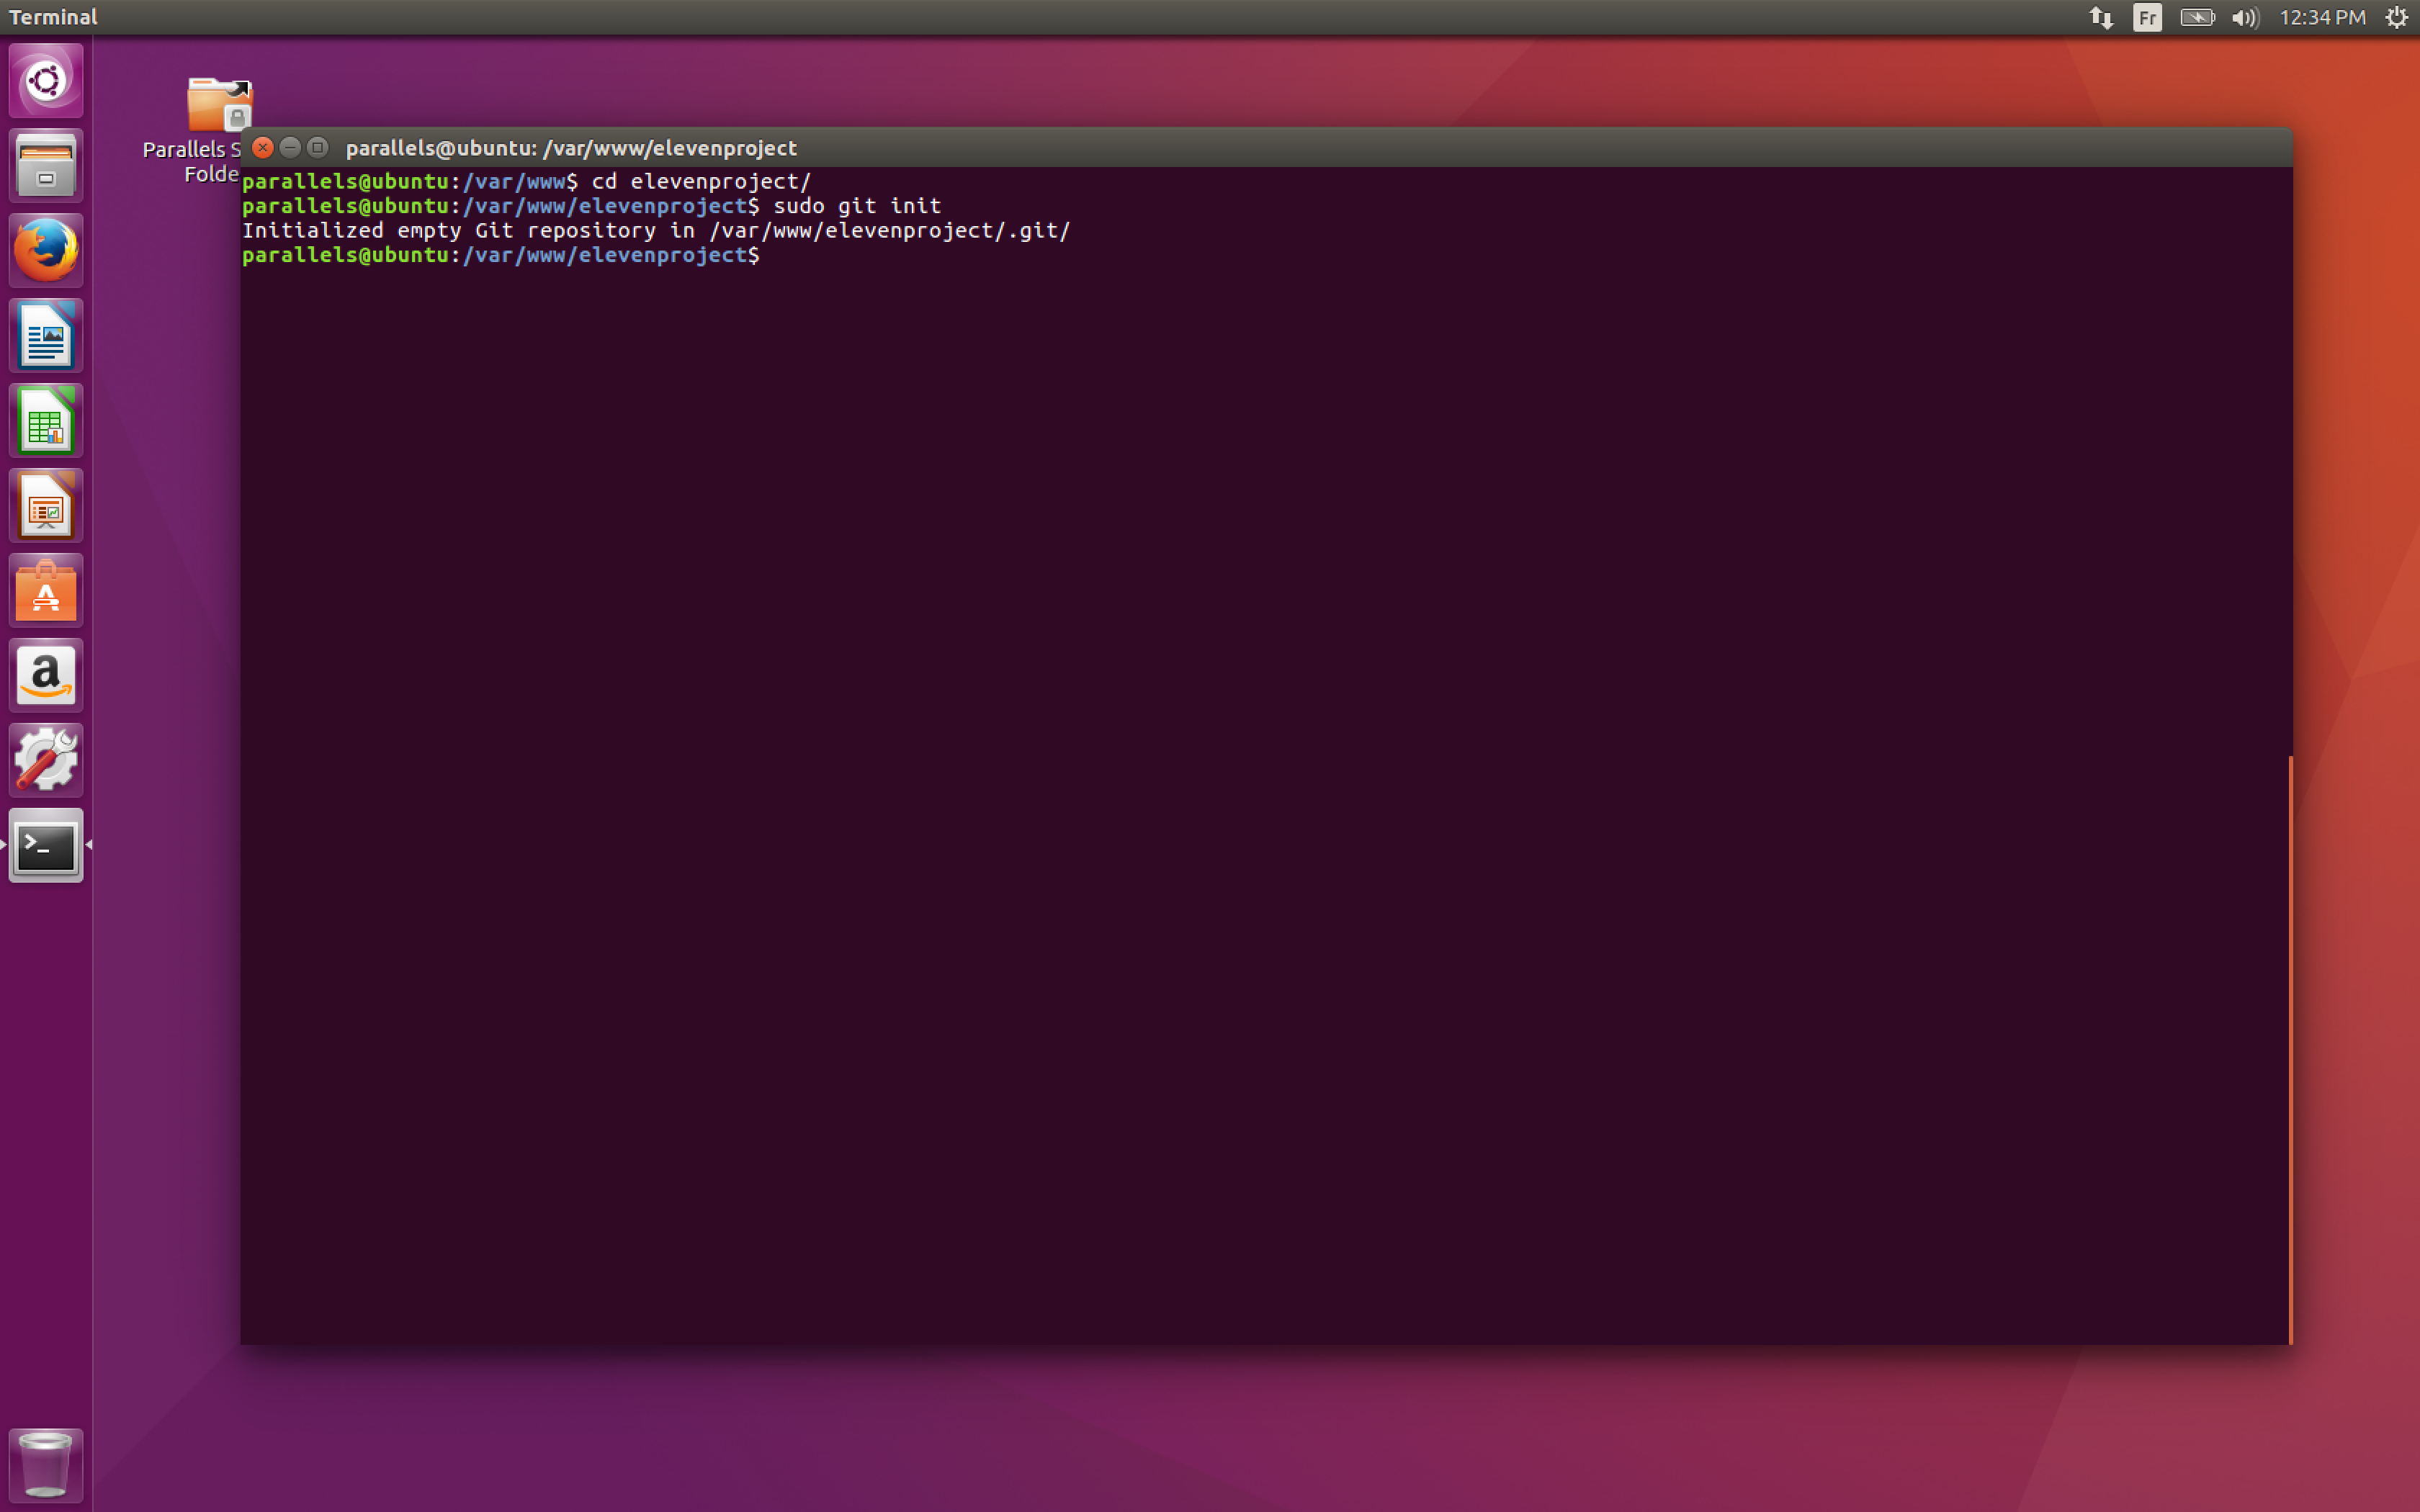 Terminal
Fr
12:34 PM
Parallels S
Folde
parallels@ubuntu: /var/www/elevenproject
parallels@ubuntu:/var/www$ cd elevenproject/
parallels@ubuntu:/var/www/elevenproject$ sudo git init
Initialized empty Git repository in /var/www/elevenproject/.git/
parallels@ubuntu:/var/www/elevenproject$